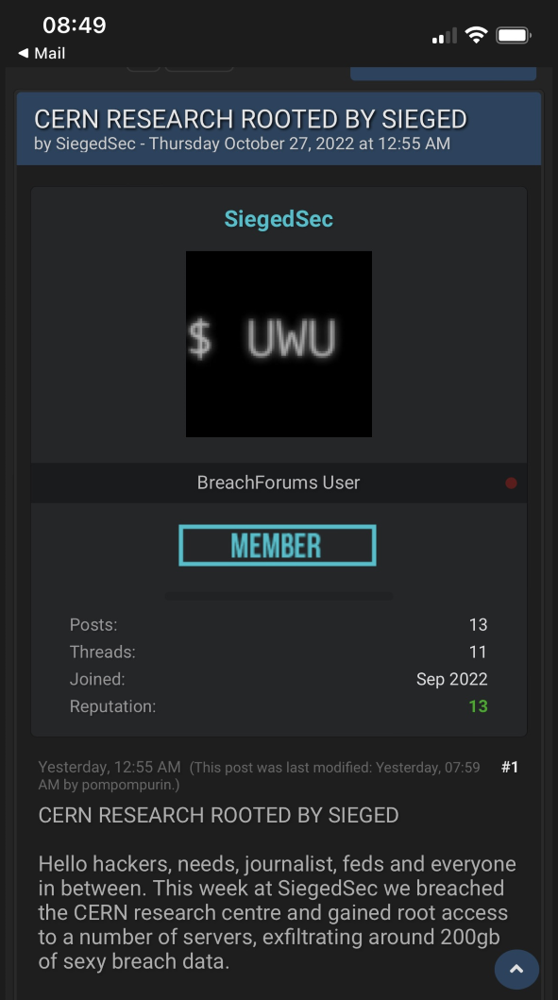 08:49
◀ Mail
CERN RESEARCH ROOTED BY SIEGED
by SiegedSec - Thursday October 27, 2022 at 12:55 AM
SiegedSec
$ UWU
BreachForums User
MEMBER
Posts: 13
Threads: 11
Joined: Sep 2022
Reputation: 13
Yesterday, 12:55 AM (This post was last modified: Yesterday, 07:59 #1
AM by pompompurin.)
CERN RESEARCH ROOTED BY SIEGED
Hello hackers, needs, journalist, feds and everyone
in between. This week at SiegedSec we breached
the CERN research centre and gained root access
to a number of servers, exfiltrating around 200gb
of sexy breach data.